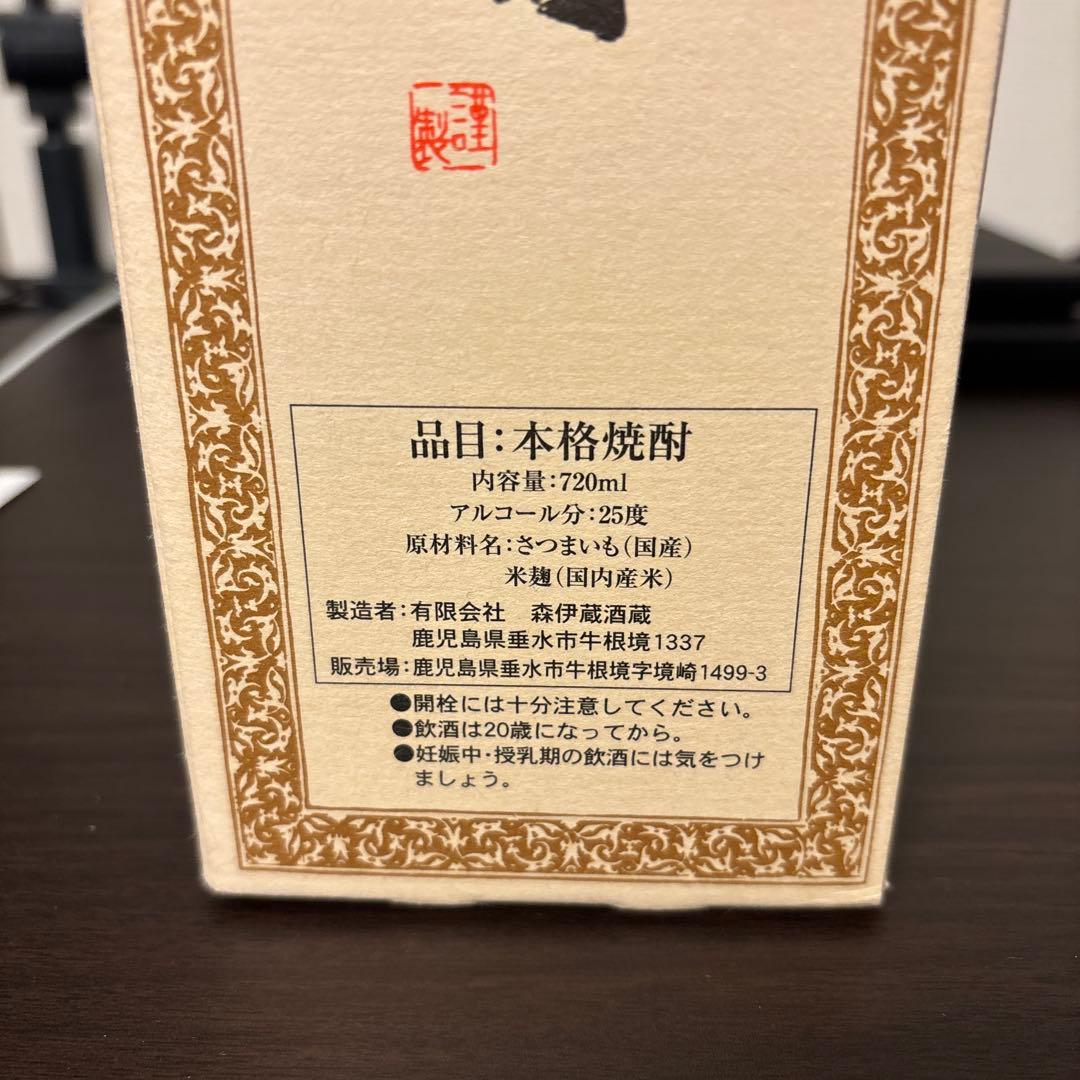 謹製
品目：本格焼酎
内容量：720ml
アルコール分：25度
原材料名：さつまいも（国産）
米麹（国内産米）
製造者：有限会社　森伊蔵酒蔵
鹿児島県垂水市牛根境1337
販売場：鹿児島県垂水市牛根境字境崎1499-3
●開栓には十分注意してください。
●飲酒は20歳になってから。
●妊娠中・授乳期の飲酒には気をつけ
ましょう。